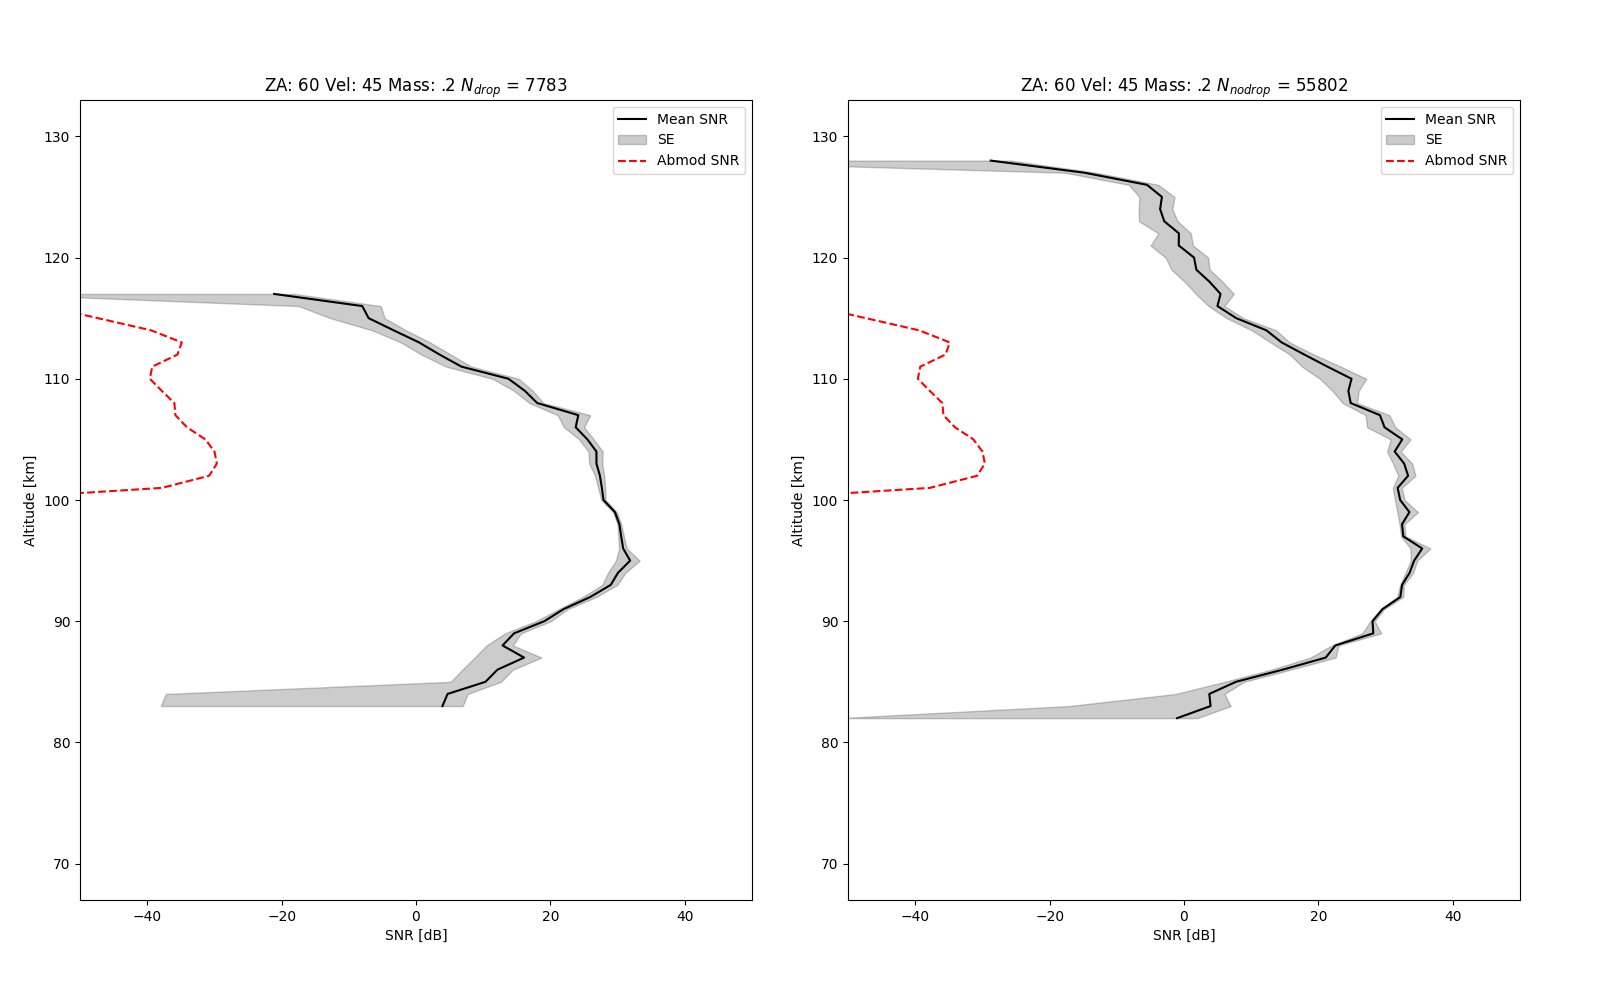 ZA: 60 Vel: 45 Mass: .2 N_drop = 7783
Mean SNR
SE
Abmod SNR
130
120
110
100
90
80
70
Altitude [km]
−40 −20 0 20 40
SNR [dB]
ZA: 60 Vel: 45 Mass: .2 N_nodrop = 55802
Mean SNR
SE
Abmod SNR
130
120
110
100
90
80
70
Altitude [km]
−40 −20 0 20 40
SNR [dB]